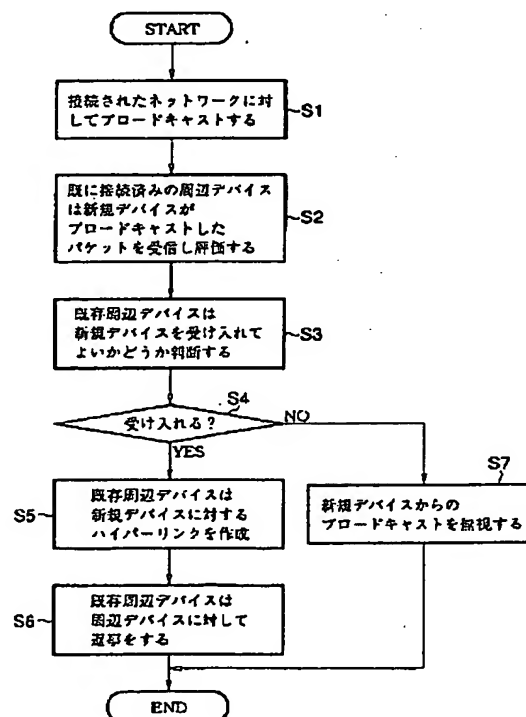 START
接続されたネットワークに対
してブロードキャストする
S1
既に接続済みの周辺デバイス
は新規デバイスが
ブロードキャストした
パケットを受信し評価する
S2
既存周辺デバイスは
新規デバイスを受け入れて
よいかどうか判断する
S3
S4
受け入れる?
NO
YES
S7
既存周辺デバイスは
新規デバイスに対する
ハイパーリンクを作成
S5
新規デバイスからの
ブロードキャストを無視する
既存周辺デバイスは
周辺デバイスに対して
返事をする
S6
END